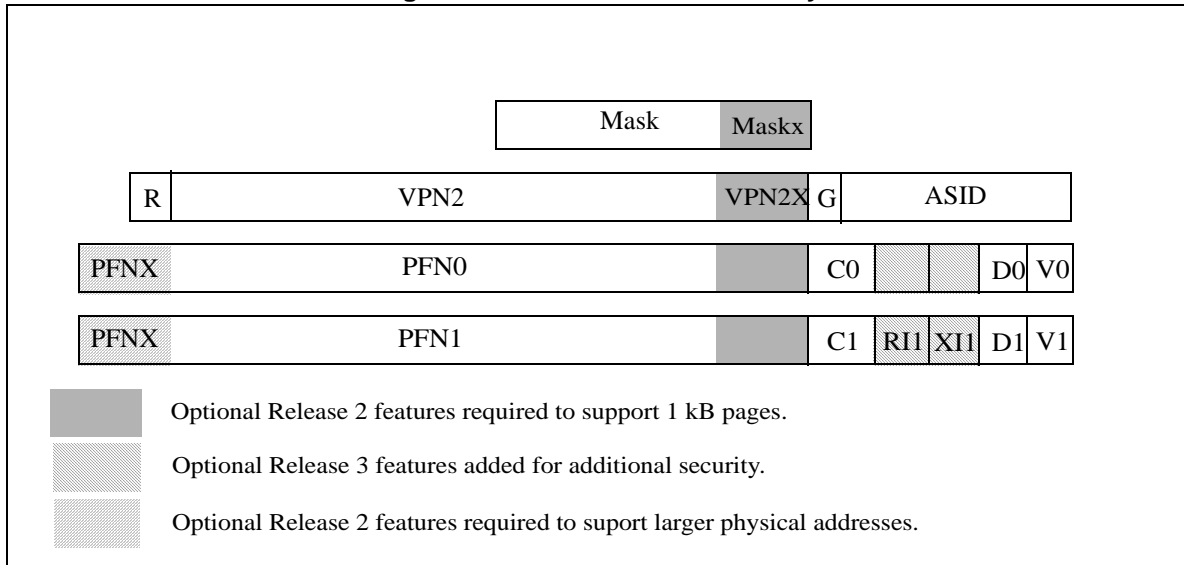 Mask Maskx
R VPN2 VPN2X G ASID
PFNX PFN0 C0 D0 V0
PFNX PFN1 C1 RI1 XI1 D1 V1
Optional Release 2 features required to support 1 kB pages.
Optional Release 3 features added for additional security.
Optional Release 2 features required to suport larger physical addresses.